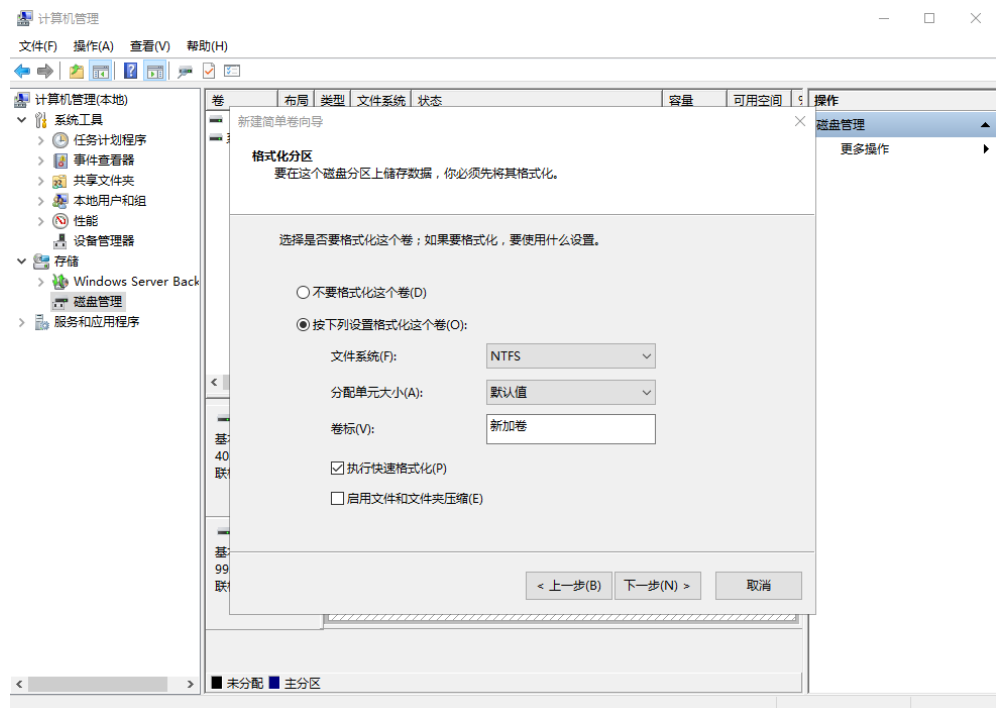 计算机管理
文件(F) 操作(A) 查看(V) 帮助(H)
计算机管理(本地)
系统工具
任务计划程序
事件查看器
共享文件夹
本地用户和组
性能
设备管理器
存储
Windows Server Back
磁盘管理
服务和应用程序
卷 布局 类型 文件系统 状态 容量 可用空间 %
基
40
联
基
99
联
未分配 主分区
新建简单卷向导
格式化分区
要在这个磁盘分区上储存数据，你必须先将其格式化。
选择是否要格式化这个卷；如果要格式化，要使用什么设置。
不要格式化这个卷(D)
按下列设置格式化这个卷(O):
文件系统(F): NTFS
分配单元大小(A): 默认值
卷标(V): 新加卷
执行快速格式化(P)
启用文件和文件夹压缩(E)
< 上一步(B) 下一步(N) > 取消
操作
磁盘管理
更多操作